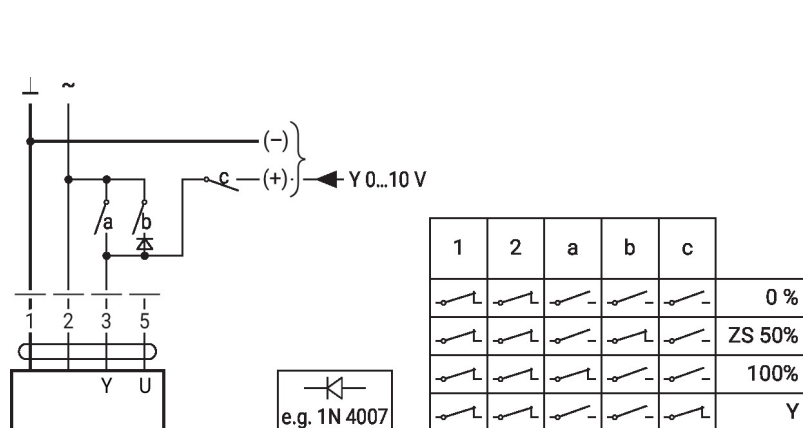 ⊥ ~
(–)
(+) Y 0...10 V
c
a b
1 2 3 5
Y U
e.g. 1N 4007
1 2 a b c
0 %
ZS 50%
100%
Y